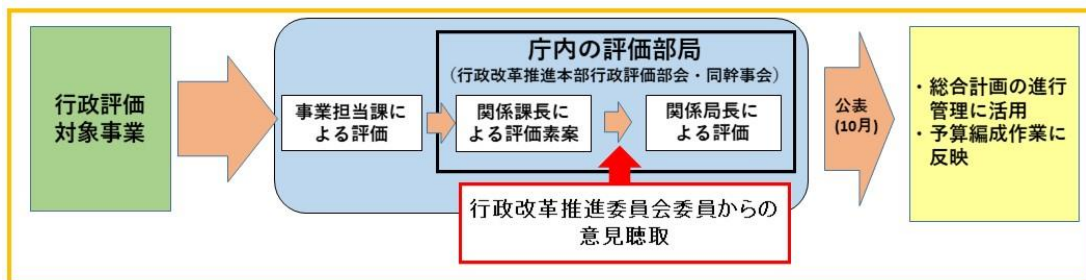 行政評価
対象事業
事業担当課に
よる評価
庁内の評価部局
(行政改革推進本部行政評価部会・同幹事会)
関係課長に
よる評価素案
関係局長に
よる評価
行政改革推進委員会委員からの
意見聴取
公表
(10月)
・総合計画の進行
管理に活用
・予算編成作業に
反映